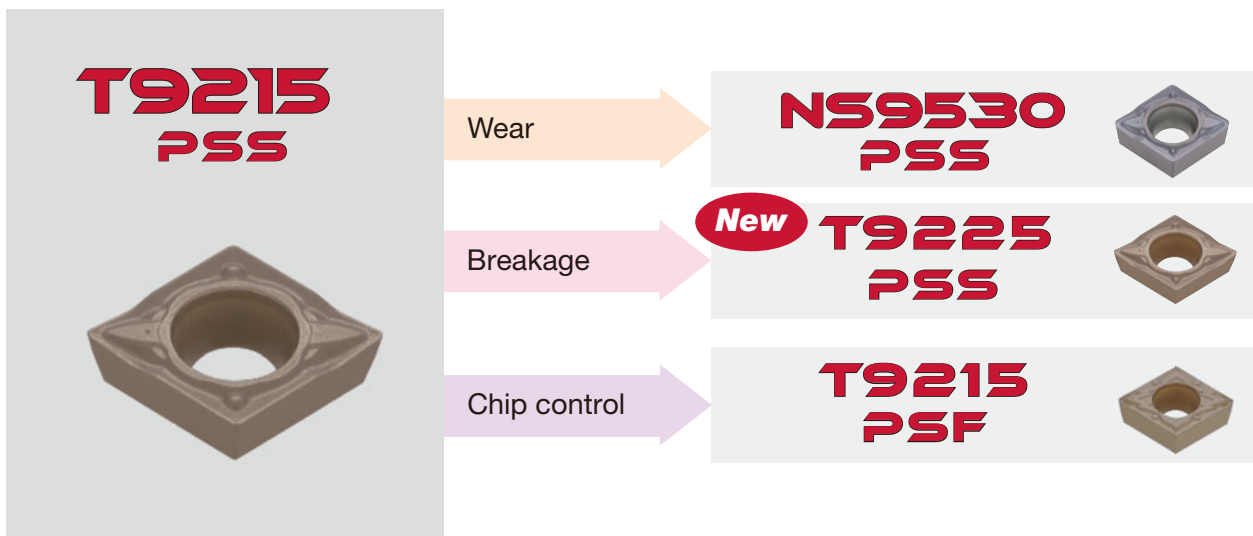 T9215
PSS
Wear
NS9530
PSS
Breakage
New
T9225
PSS
Chip control
T9215
PSF